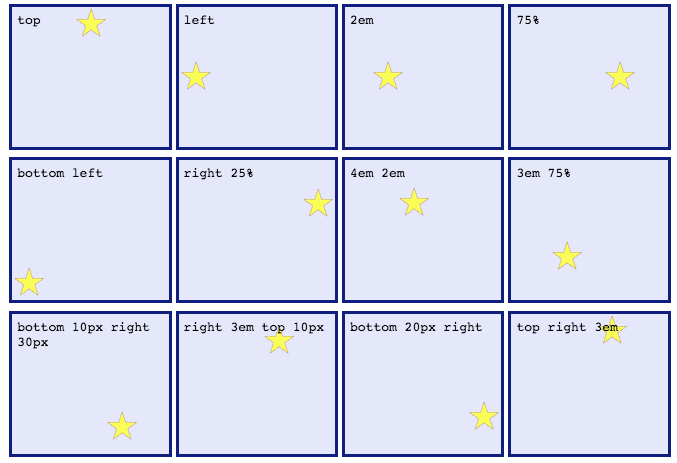 top
left
2em
75%
bottom left
right 25%
4em 2em
3em 75%
bottom 10px right
30px
right 3em top 10px
bottom 20px right
top right 3em